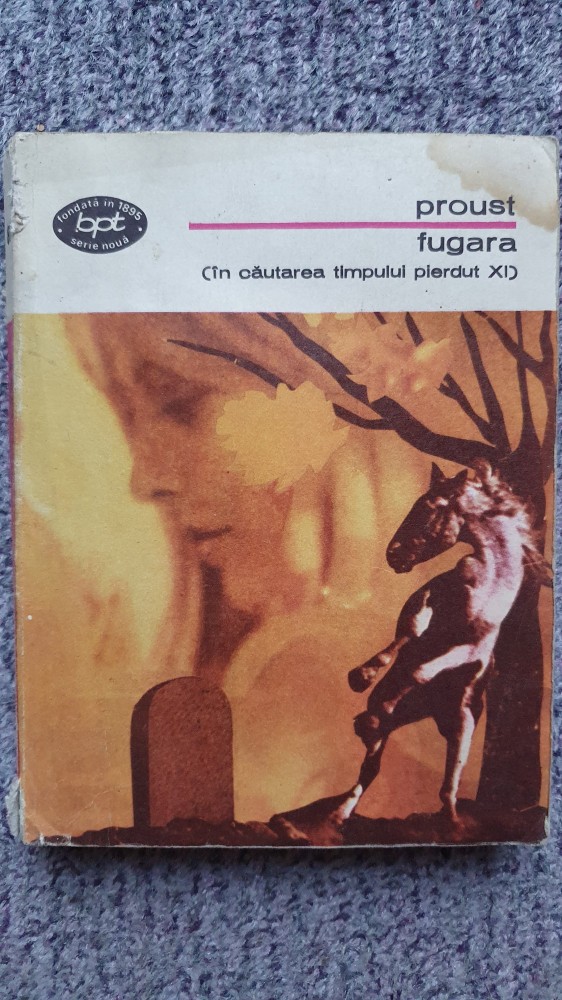 fondată în 1895
bpt
serie nouă
proust
fugara
(în căutarea timpului pierdut XI)